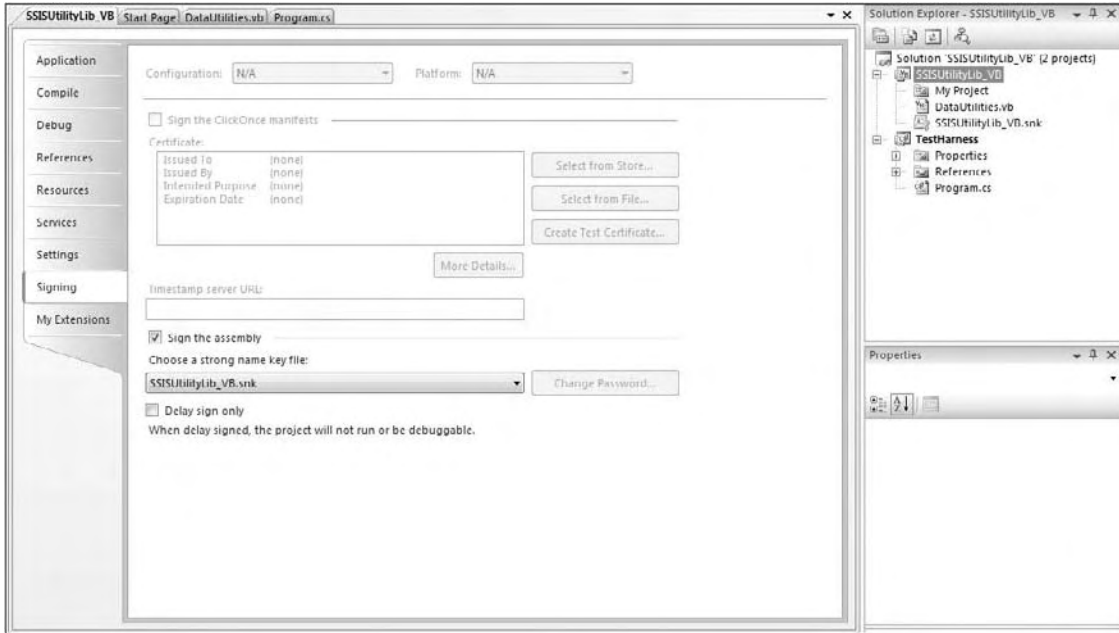 SSISUtilityLib_VB Start Page DataUtilities.vb Program.cs
Application
Compile
Debug
References
Resources
Services
Settings
Signing
My Extensions
Configuration: N/A Platform: N/A
Sign the ClickOnce manifests
Certificate:
Issued To (none)
Issued By (none)
Intended Purpose (none)
Expiration Date (none)
Select from Store...
Select from File...
Create Test Certificate...
More Details...
Timestamp server URL:
Sign the assembly
Choose a strong name key file:
SSISUtilityLib_VB.snk Change Password...
Delay sign only
When delay signed, the project will not run or be debuggable.
Solution Explorer - SSISUtilityLib_VB
Solution 'SSISUtilityLib_VB' (2 projects)
SSISUtilityLib_VB
My Project
DataUtilities.vb
SSISUtilityLib_VB.snk
TestHarness
Properties
References
Program.cs
Properties